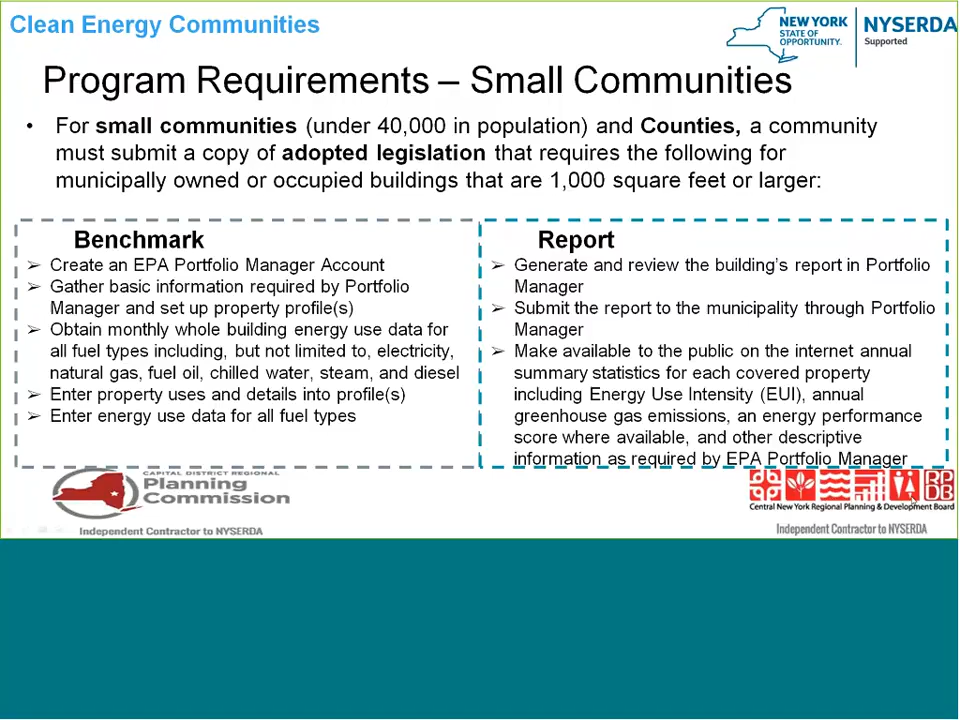 Clean Energy Communities
NEW YORK
STATE OF
OPPORTUNITY.
NYSERDA
Supported
Program Requirements – Small Communities
• For small communities (under 40,000 in population) and Counties, a community
must submit a copy of adopted legislation that requires the following for
municipally owned or occupied buildings that are 1,000 square feet or larger:
Benchmark
➢ Create an EPA Portfolio Manager Account
➢ Gather basic information required by Portfolio
Manager and set up property profile(s)
➢ Obtain monthly whole building energy use data for
all fuel types including, but not limited to, electricity,
natural gas, fuel oil, chilled water, steam, and diesel
➢ Enter property uses and details into profile(s)
➢ Enter energy use data for all fuel types
Report
➢ Generate and review the building's report in Portfolio
Manager
➢ Submit the report to the municipality through Portfolio
Manager
➢ Make available to the public on the internet annual
summary statistics for each covered property
including Energy Use Intensity (EUI), annual
greenhouse gas emissions, an energy performance
score where available, and other descriptive
information as required by EPA Portfolio Manager
CAPITAL DISTRICT REGIONAL
Planning
Commission
Independent Contractor to NYSERDA
RP
DB
Central New York Regional Planning & Development Board
Independent Contractor to NYSERDA